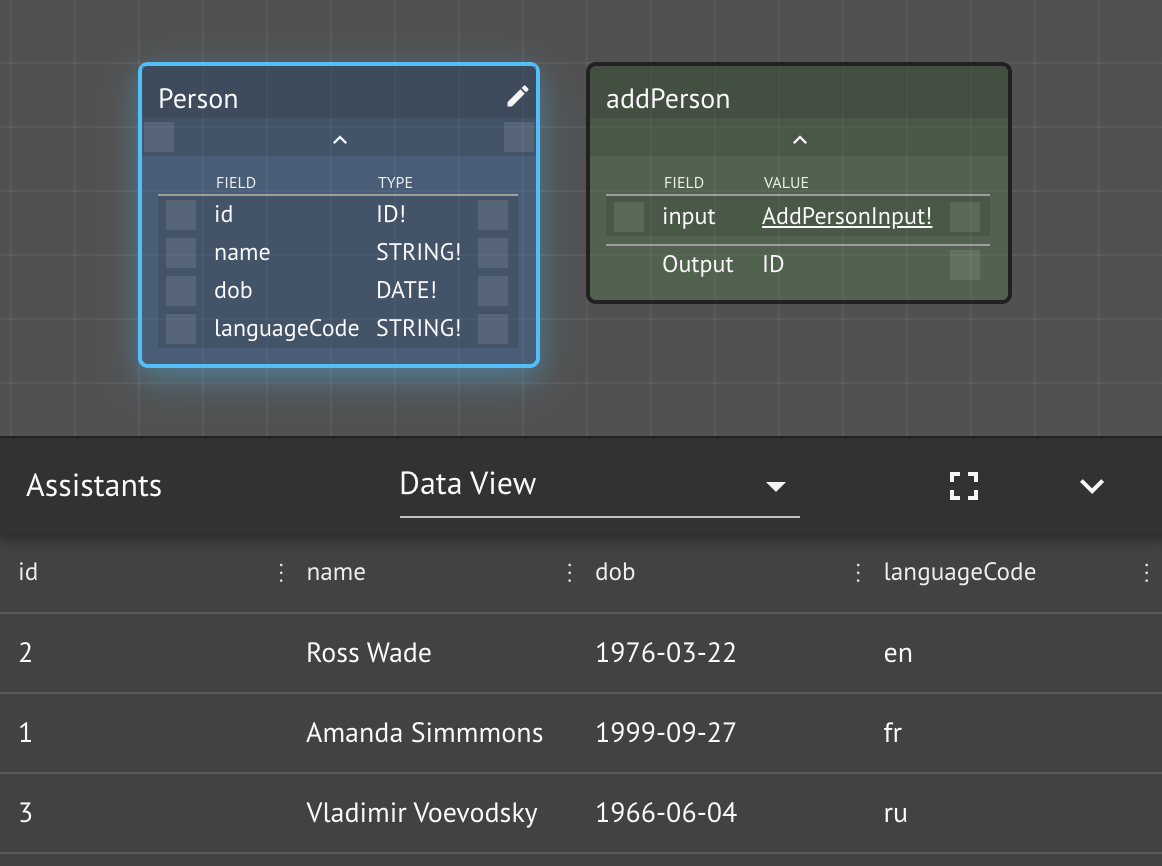 Person
FIELD TYPE
id ID!
name STRING!
dob DATE!
languageCode STRING!
addPerson
FIELD VALUE
input AddPersonInput!
Output ID
Assistants Data View
id name dob languageCode
2 Ross Wade 1976-03-22 en
1 Amanda Simmmons 1999-09-27 fr
3 Vladimir Voevodsky 1966-06-04 ru